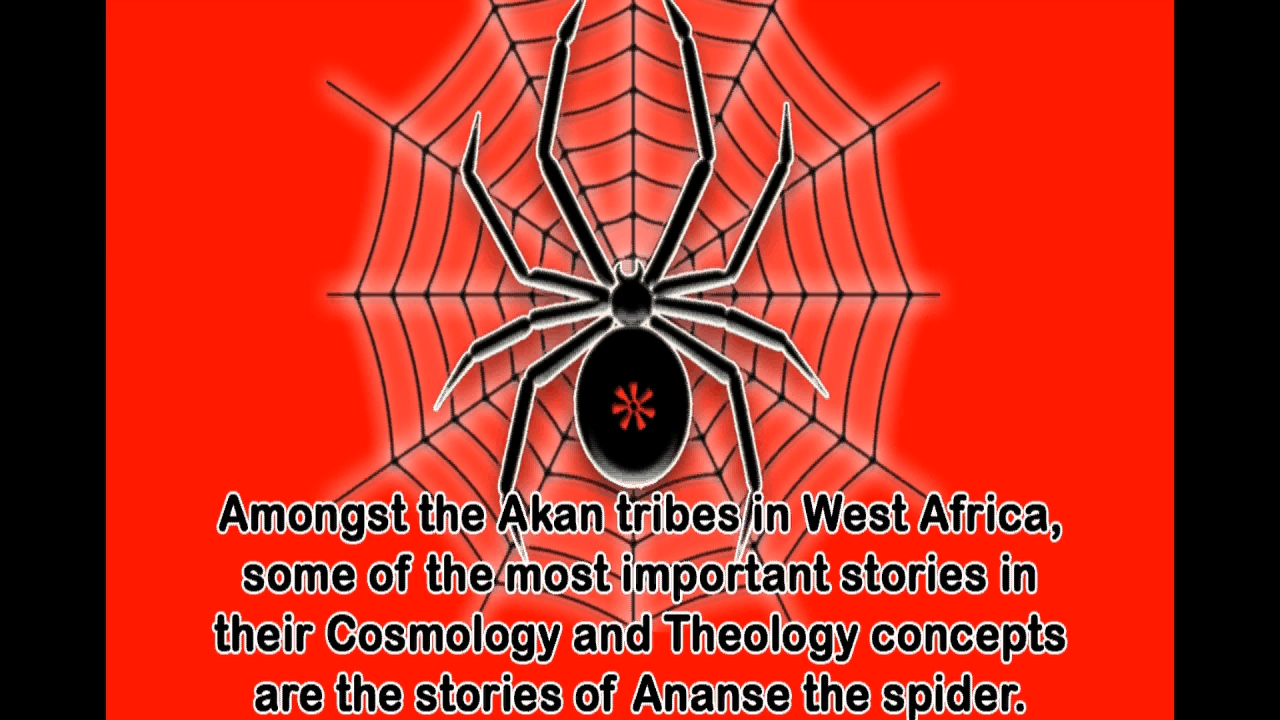 Amongst the Akan tribes in West Africa,
some of the most important stories in
their Cosmology and Theology concepts
are the stories of Ananse the spider.